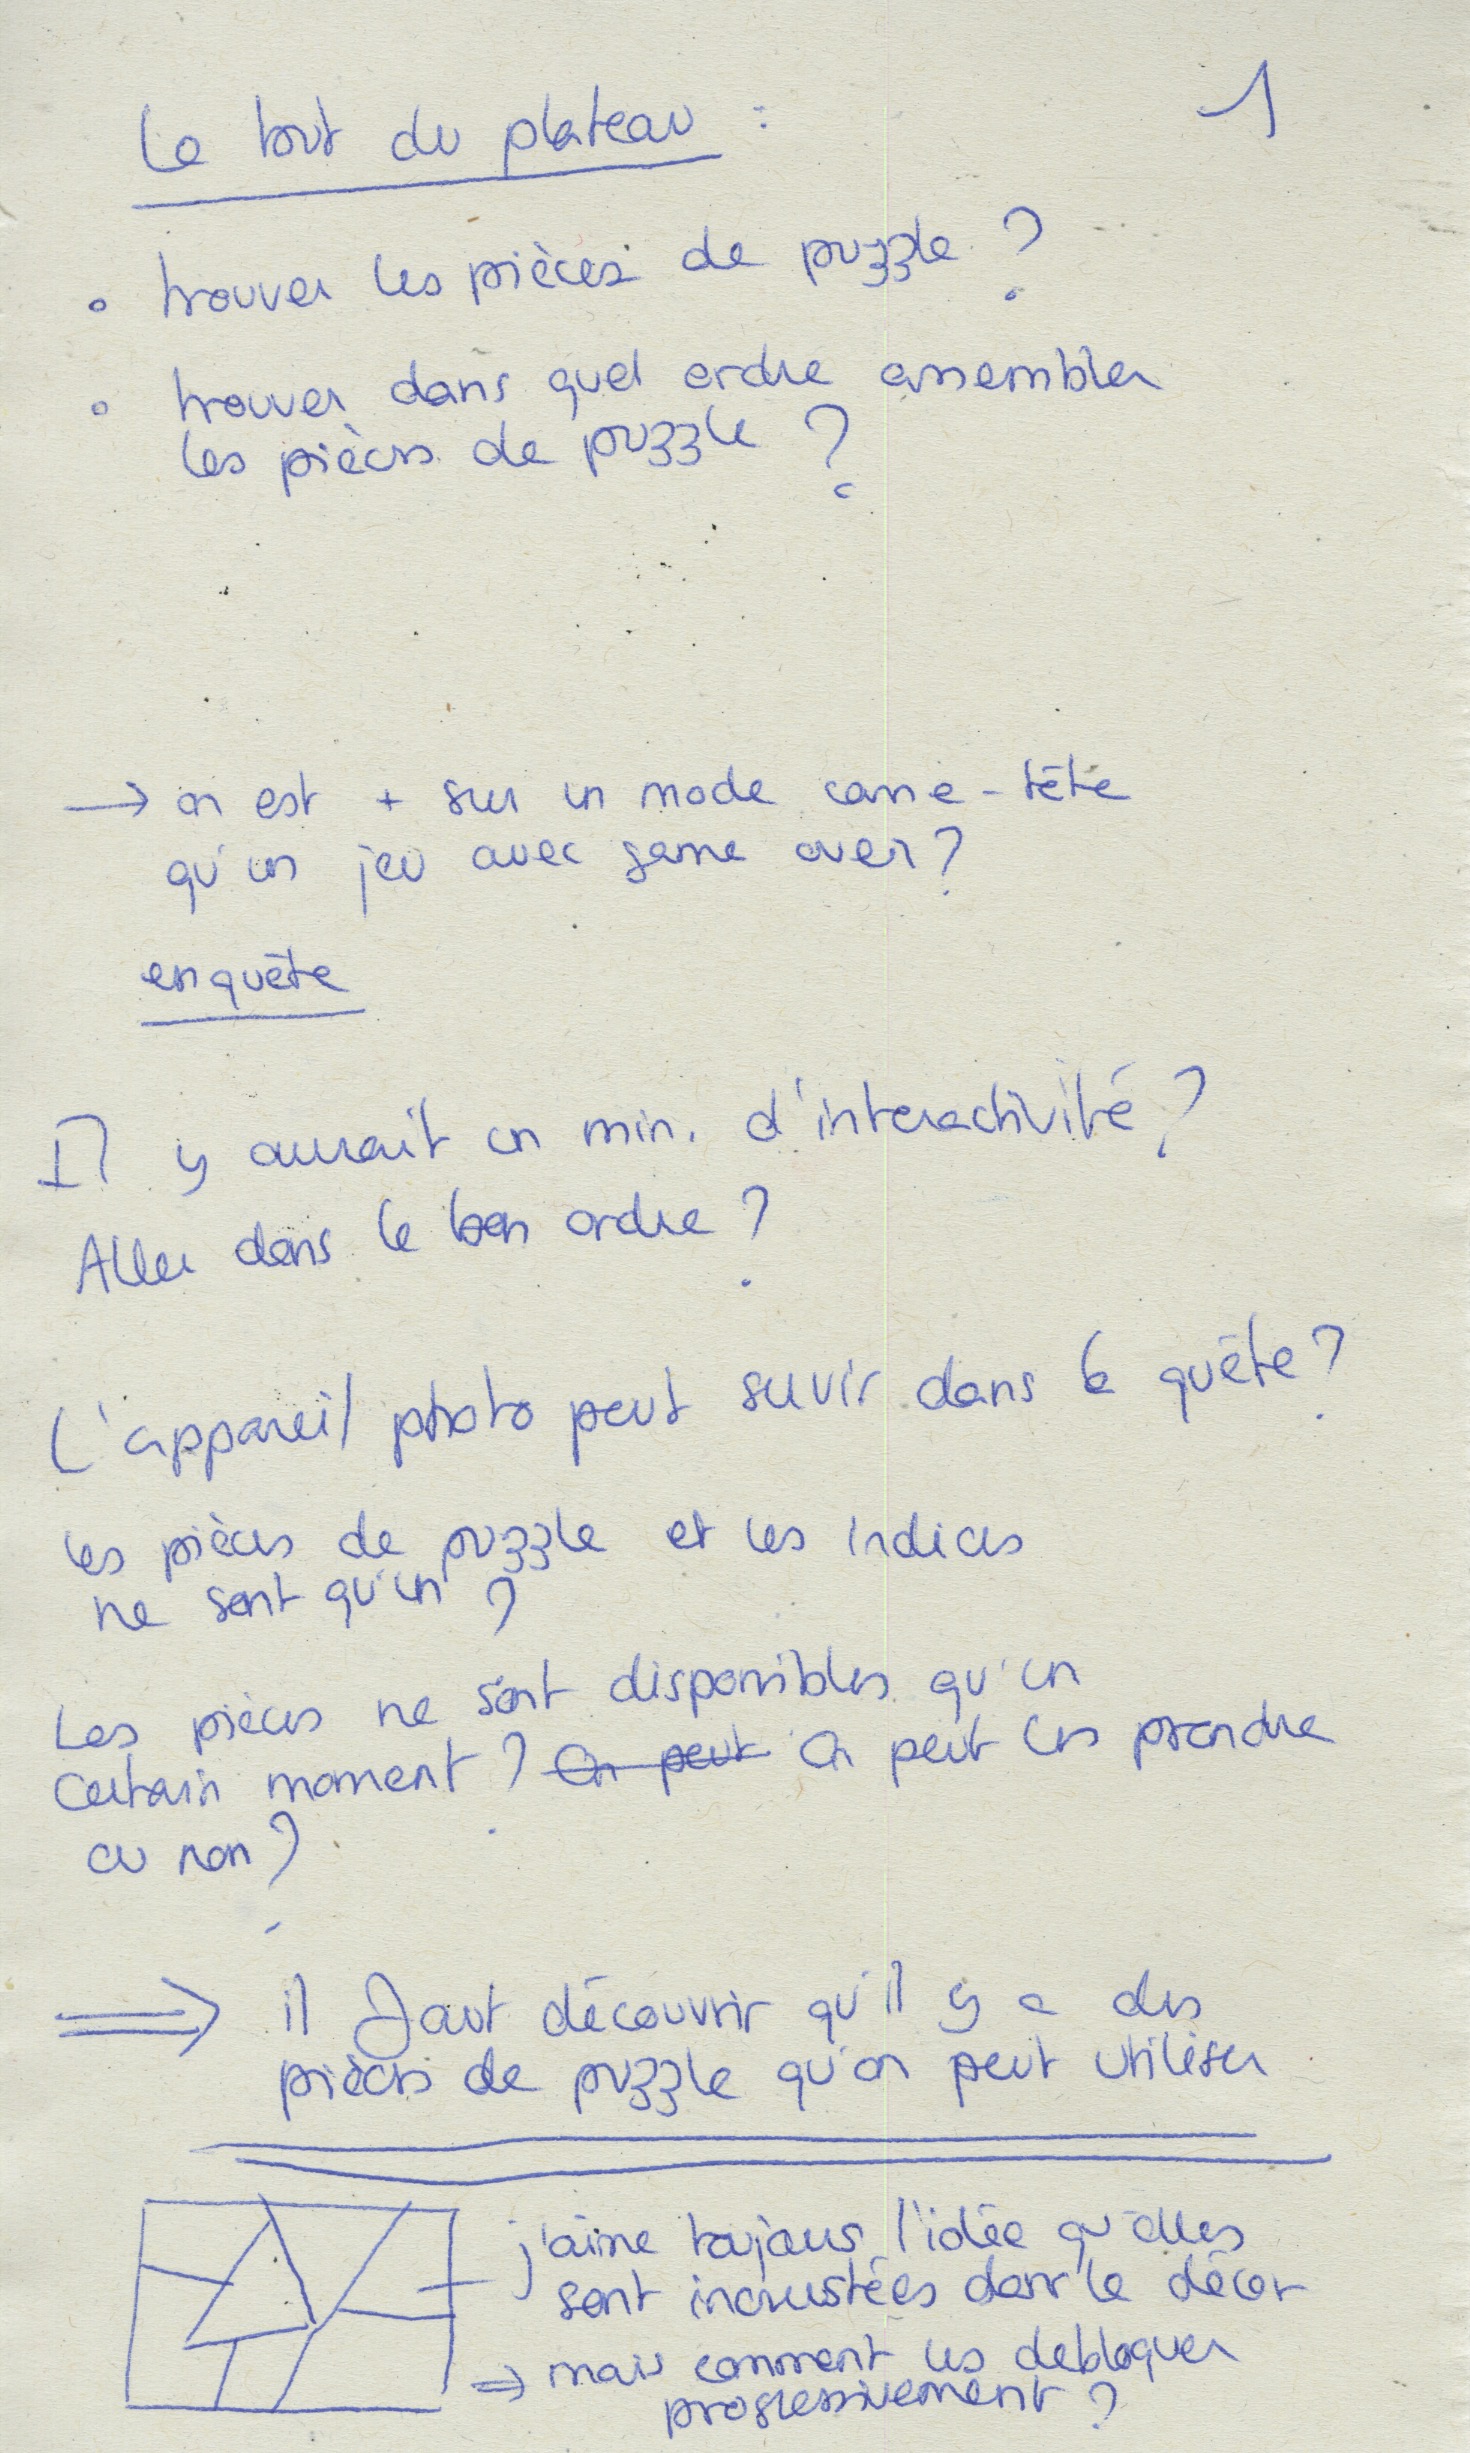 Le but du plateau :
1
• trouver les pièces de puzzle ?
• trouver dans quel ordre assembler
les pièces de puzzle ?
→ on est + sur un mode casse-tête
qu'un jeu avec game over ?
enquête
Il y aurait un min. d'interactivité ?
Aller dans le bon ordre ?
L'appareil photo peut servir dans la quête ?
les pièces de puzzle et les indices
ne sont qu'un ?
Les pièces ne sont disponibles qu'un
certain moment ? On peut On peut les prendre
ou non ?
⇒ il faut découvrir qu'il y a des
pièces de puzzle qu'on peut utiliser
j'aime toujours l'idée qu'elles
sont incrustées dans le décor
⇒ mais comment les debloquer
progressivement ?